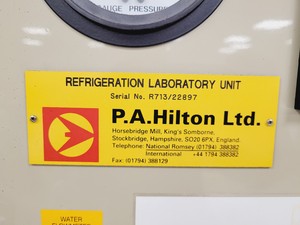 GAUGE PRESSURE
REFRIGERATION LABORATORY UNIT
Serial No. R713/22897
P.A.Hilton Ltd.
Horsebridge Mill, King's Somborne,
Stockbridge, Hampshire, SO20 6PX, England.
Telephone: National Romsey (01794) 388382
International +44 1794 388382
Fax: (01794) 388129
WATER